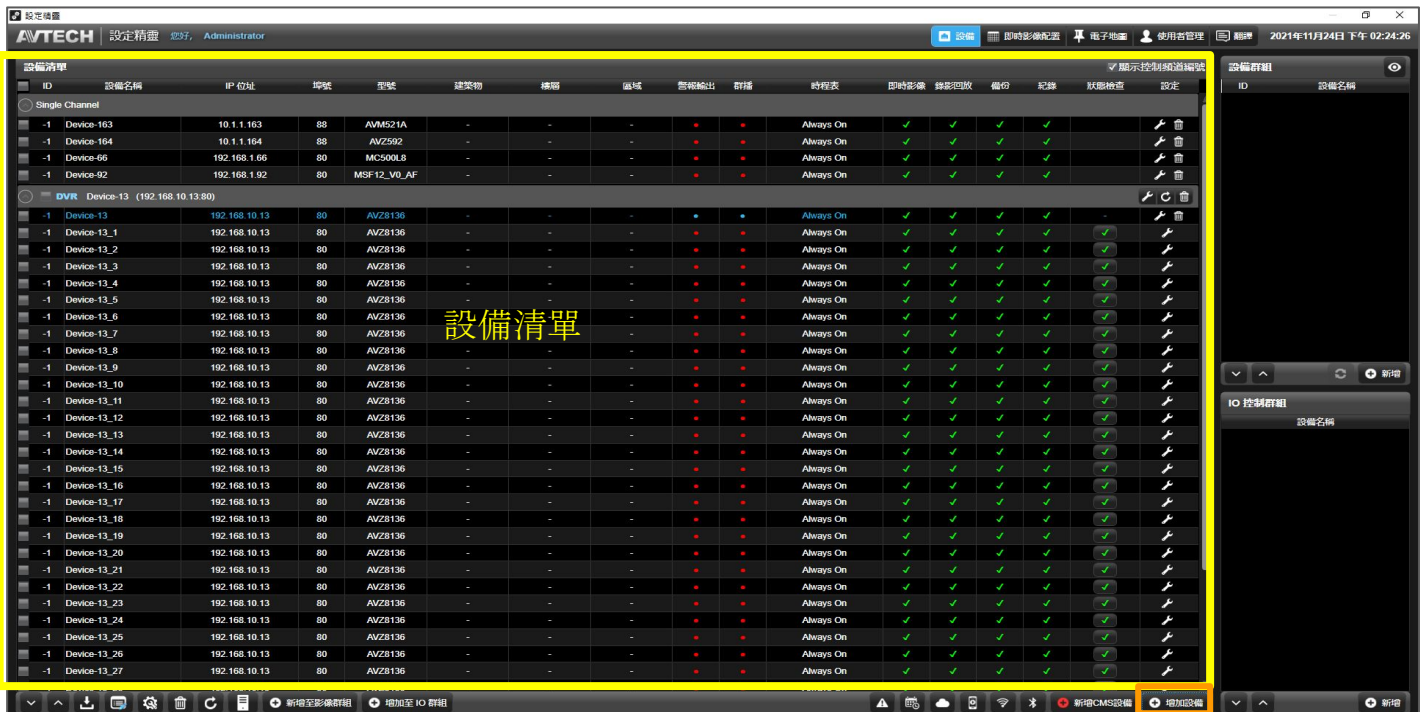 設定精靈
AVTECH 設定精靈 您好, Administrator 設備 即時影像配置 電子地圖 使用者管理 翻譯 2021年11月24日 下午 02:24:26
設備清單 顯示控制頻道編號
ID 設備名稱 IP 位址 埠號 型號 建築物 樓層 區域 警報輸出 群播 時程表 即時影像 錄影回放 備份 紀錄 狀態檢查 設定
Single Channel
-1 Device-163 10.1.1.163 88 AVM521A - - - Always On
-1 Device-164 10.1.1.164 88 AVZ592 - - - Always On
-1 Device-66 192.168.1.66 80 MC500L8 - - - Always On
-1 Device-92 192.168.1.92 80 MSF12_V0_AF - - - Always On
DVR Device-13 (192.168.10.13:80)
-1 Device-13 192.168.10.13 80 AVZ8136 - - - Always On -
-1 Device-13_1 192.168.10.13 80 AVZ8136 - - - Always On
-1 Device-13_2 192.168.10.13 80 AVZ8136 - - - Always On
-1 Device-13_3 192.168.10.13 80 AVZ8136 - - - Always On
-1 Device-13_4 192.168.10.13 80 AVZ8136 - - - Always On
-1 Device-13_5 192.168.10.13 80 AVZ8136 - - - Always On
-1 Device-13_6 192.168.10.13 80 AVZ8136 - - - Always On
設備清單
-1 Device-13_7 192.168.10.13 80 AVZ8136 - - - Always On
-1 Device-13_8 192.168.10.13 80 AVZ8136 - - - Always On
-1 Device-13_9 192.168.10.13 80 AVZ8136 - - - Always On
-1 Device-13_10 192.168.10.13 80 AVZ8136 - - - Always On
-1 Device-13_11 192.168.10.13 80 AVZ8136 - - - Always On
-1 Device-13_12 192.168.10.13 80 AVZ8136 - - - Always On
-1 Device-13_13 192.168.10.13 80 AVZ8136 - - - Always On
-1 Device-13_14 192.168.10.13 80 AVZ8136 - - - Always On
-1 Device-13_15 192.168.10.13 80 AVZ8136 - - - Always On
-1 Device-13_16 192.168.10.13 80 AVZ8136 - - - Always On
-1 Device-13_17 192.168.10.13 80 AVZ8136 - - - Always On
-1 Device-13_18 192.168.10.13 80 AVZ8136 - - - Always On
-1 Device-13_19 192.168.10.13 80 AVZ8136 - - - Always On
-1 Device-13_20 192.168.10.13 80 AVZ8136 - - - Always On
-1 Device-13_21 192.168.10.13 80 AVZ8136 - - - Always On
-1 Device-13_22 192.168.10.13 80 AVZ8136 - - - Always On
-1 Device-13_23 192.168.10.13 80 AVZ8136 - - - Always On
-1 Device-13_24 192.168.10.13 80 AVZ8136 - - - Always On
-1 Device-13_25 192.168.10.13 80 AVZ8136 - - - Always On
-1 Device-13_26 192.168.10.13 80 AVZ8136 - - - Always On
-1 Device-13_27 192.168.10.13 80 AVZ8136 - - - Always On
新增至影像群組 增加至 IO 群組 新增CMS設備 增加設備
設備群組
ID 設備名稱
新增
IO 控制群組
設備名稱
新增